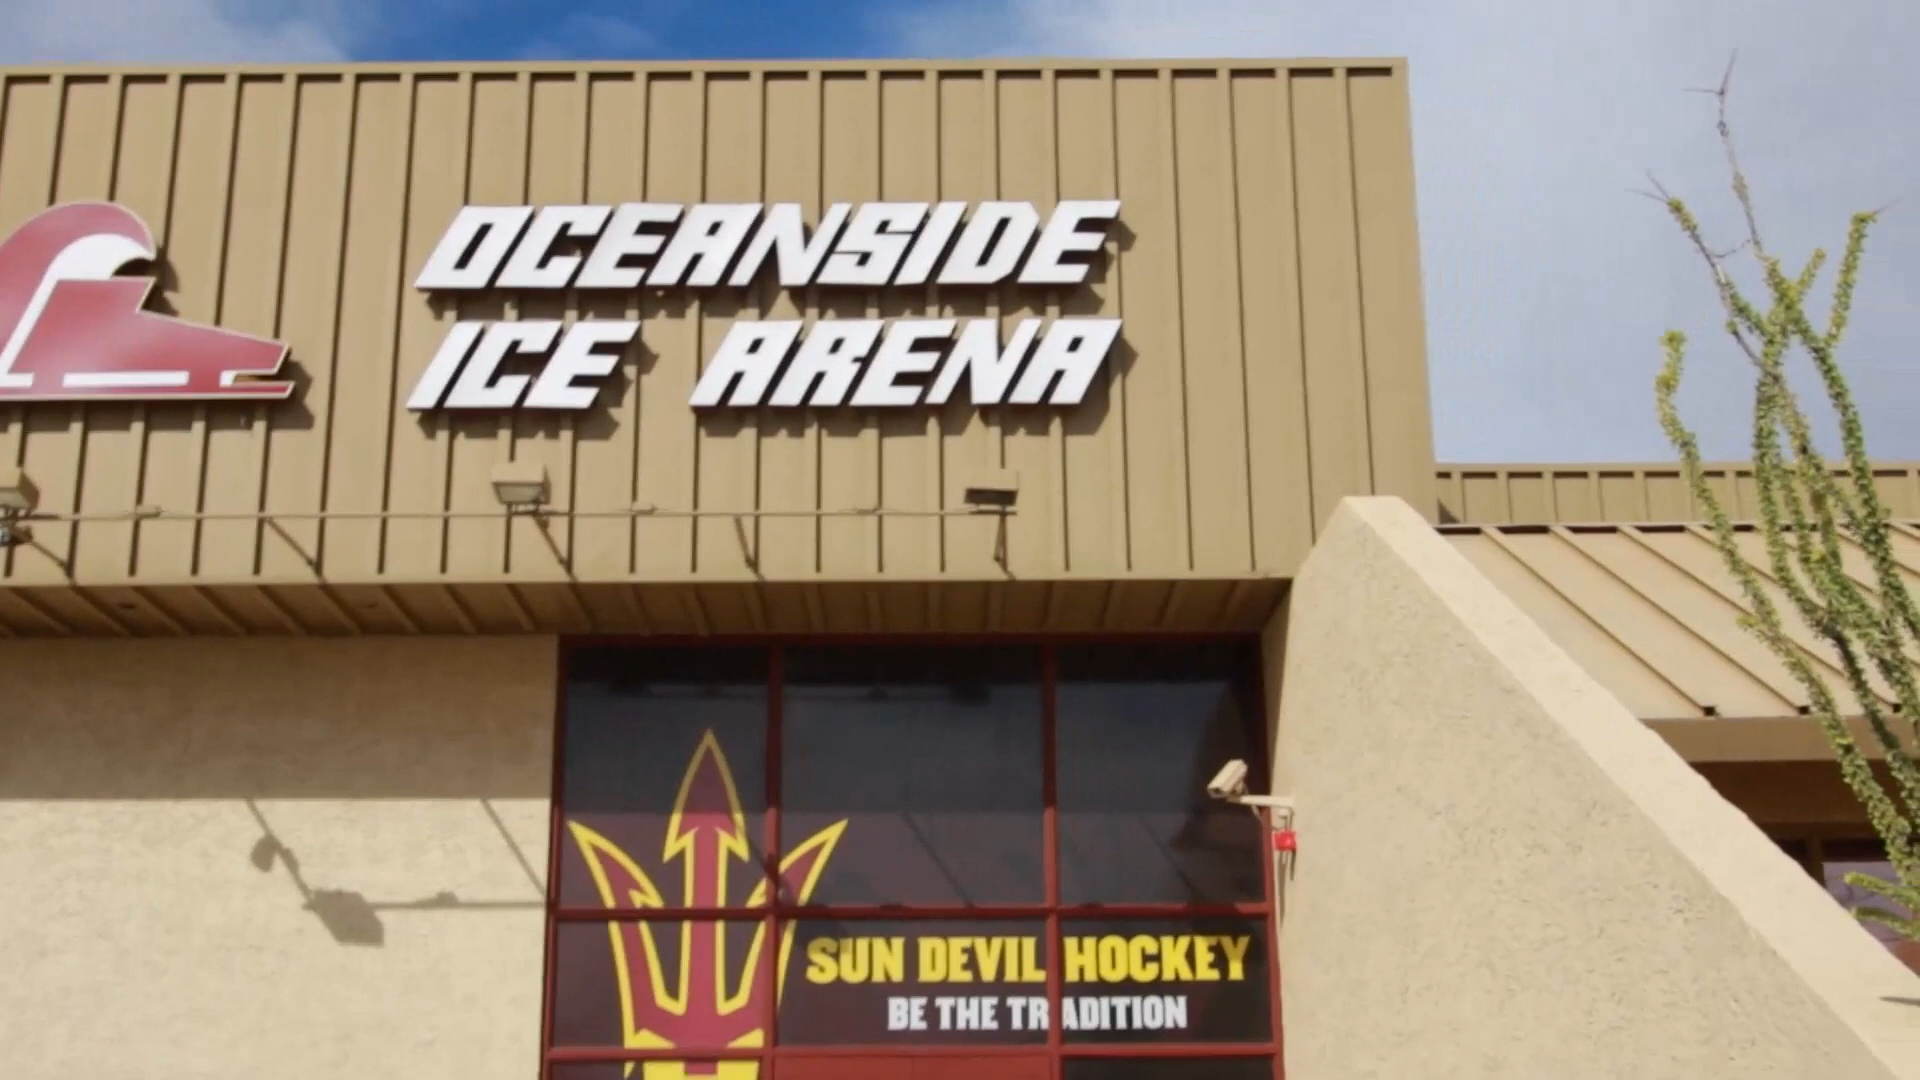 OCEANSIDE
ICE ARENA
SUN DEVIL HOCKEY
BE THE TRADITION